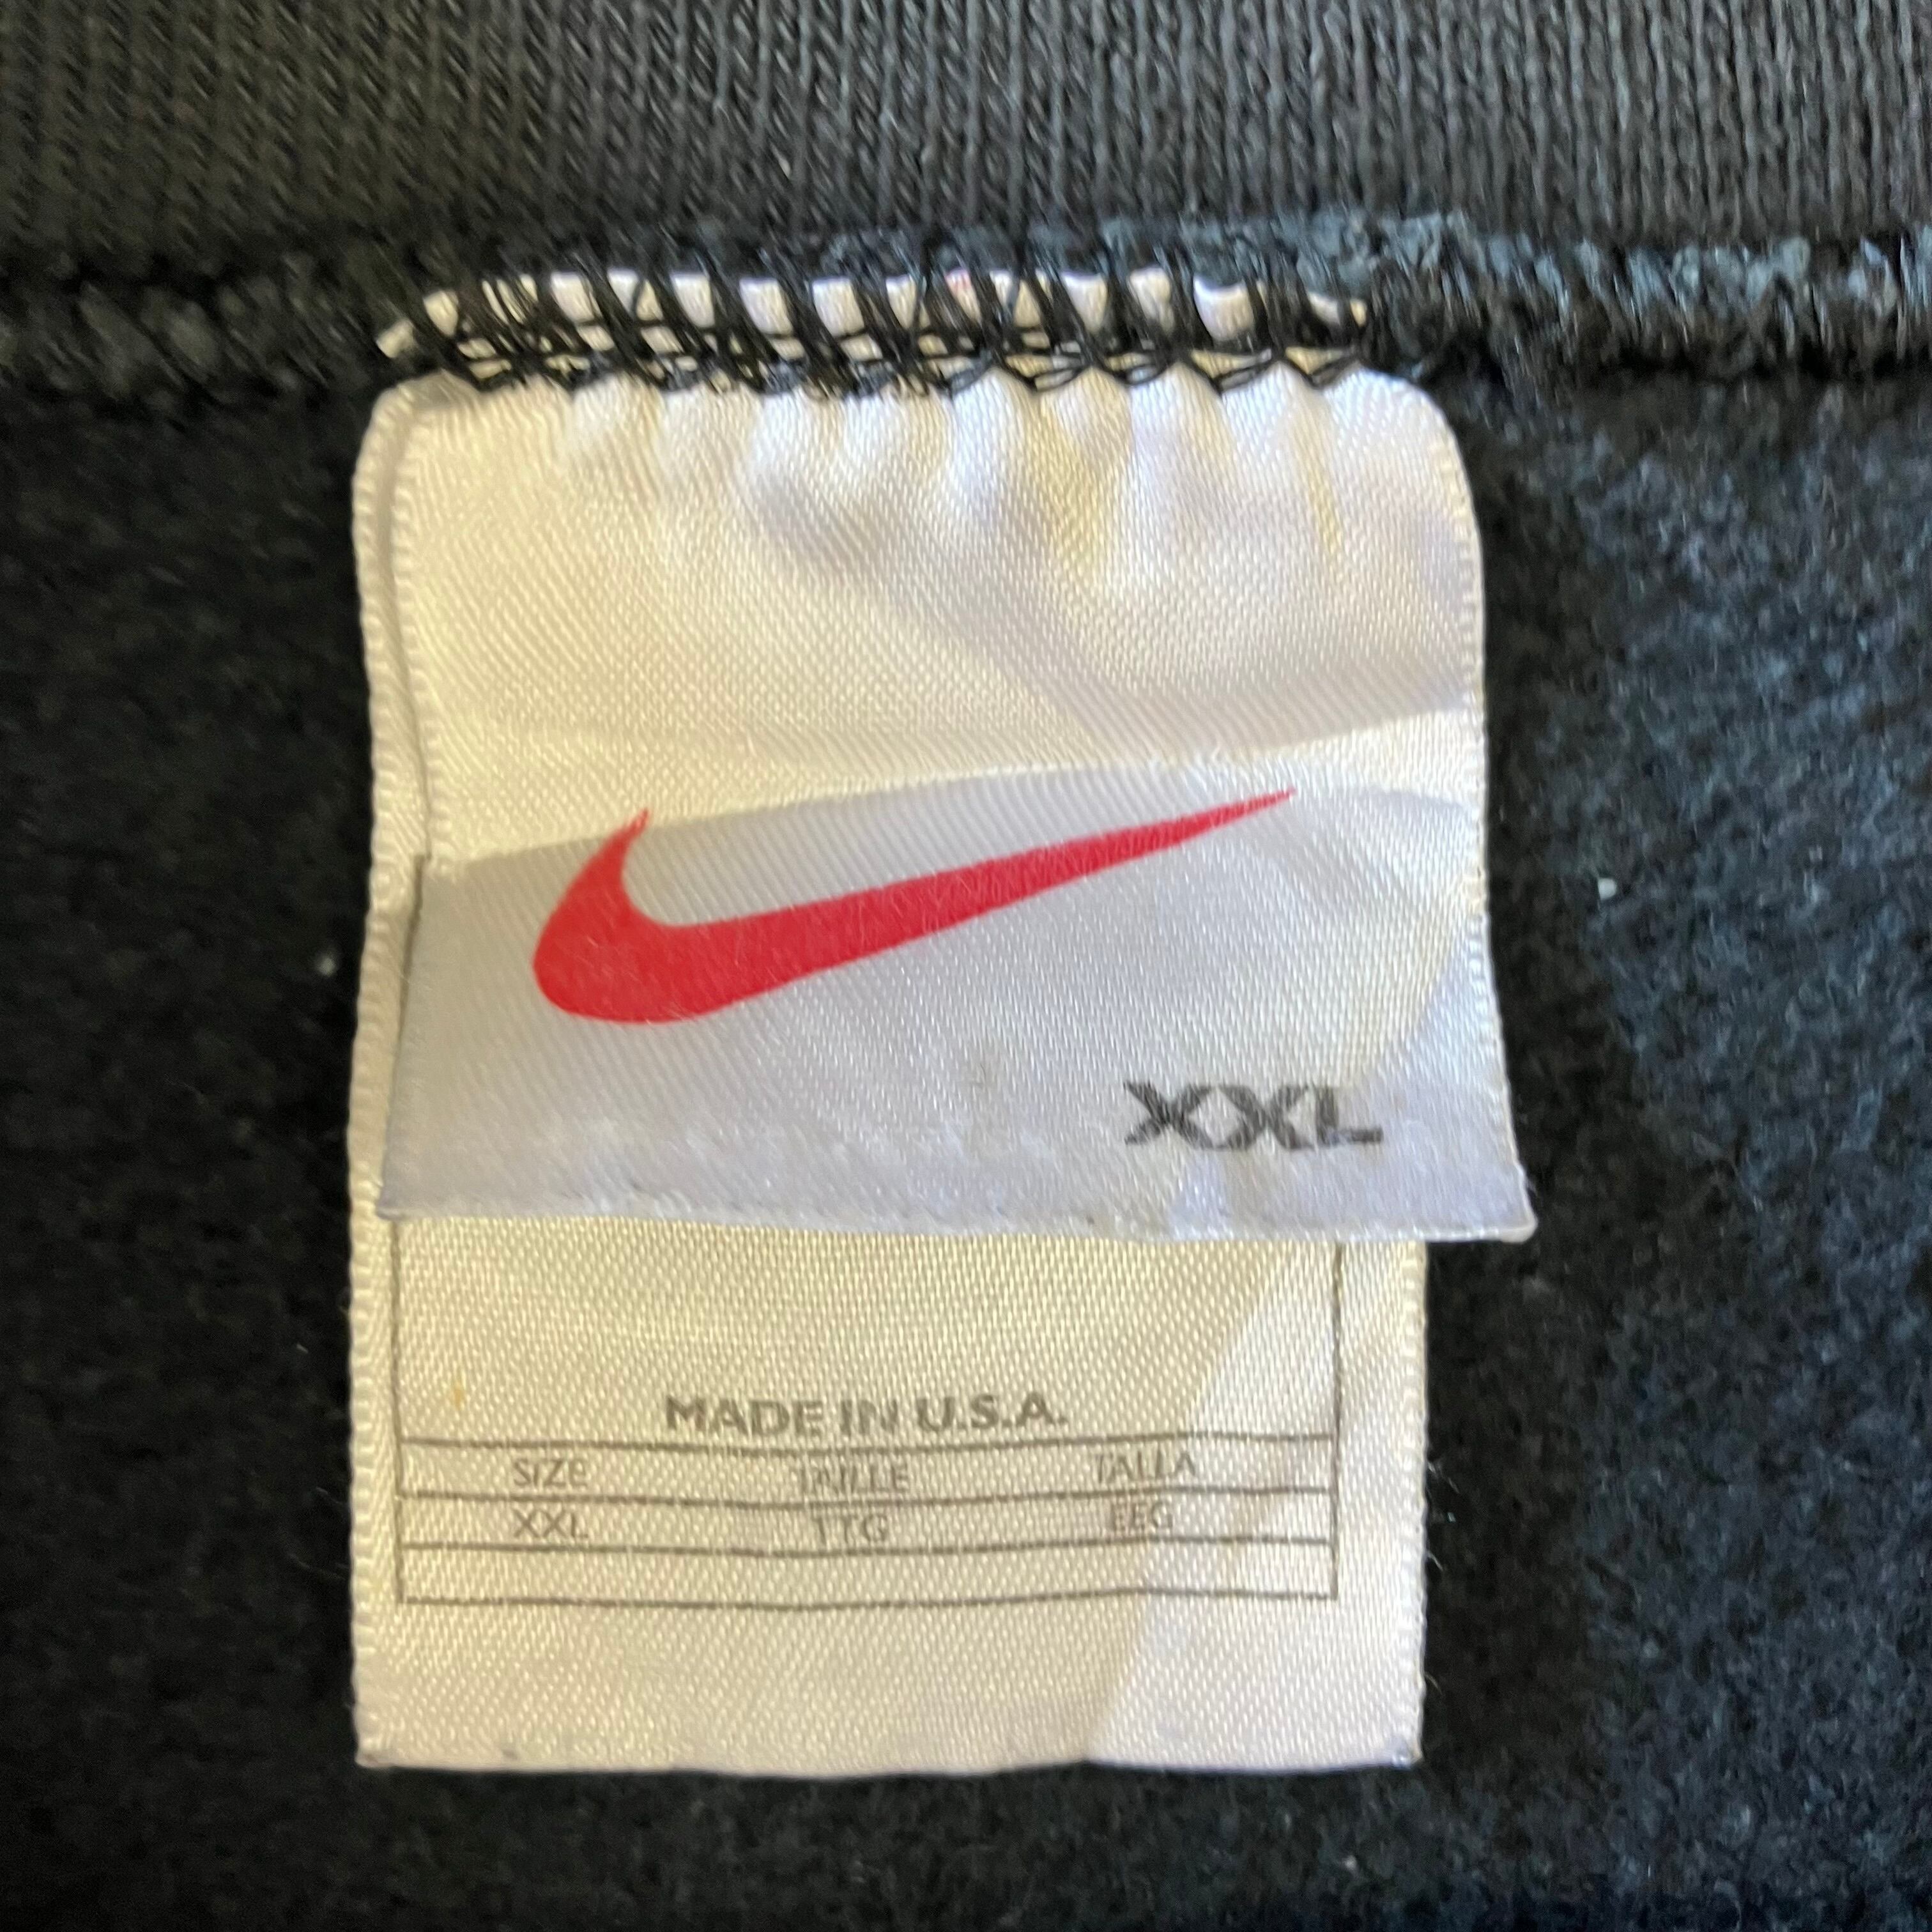 XXL
MADE IN U.S.A.
SIZE TAILLE TALLA
XXL TTG EEG